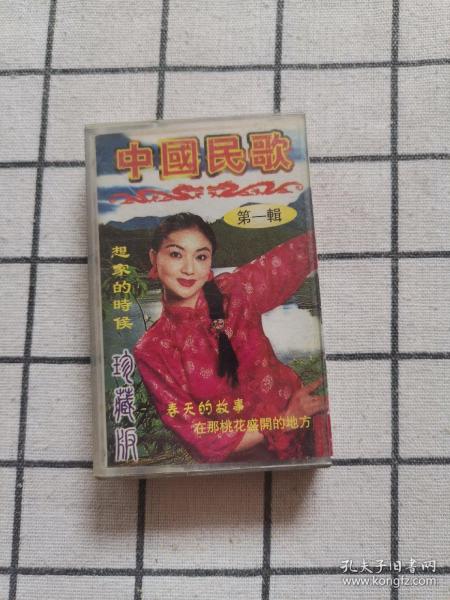 中國民歌
第一輯
想家的時侯
珍藏版
春天的故事
在那桃花盛開的地方
孔夫子旧书网
www.kongfz.com